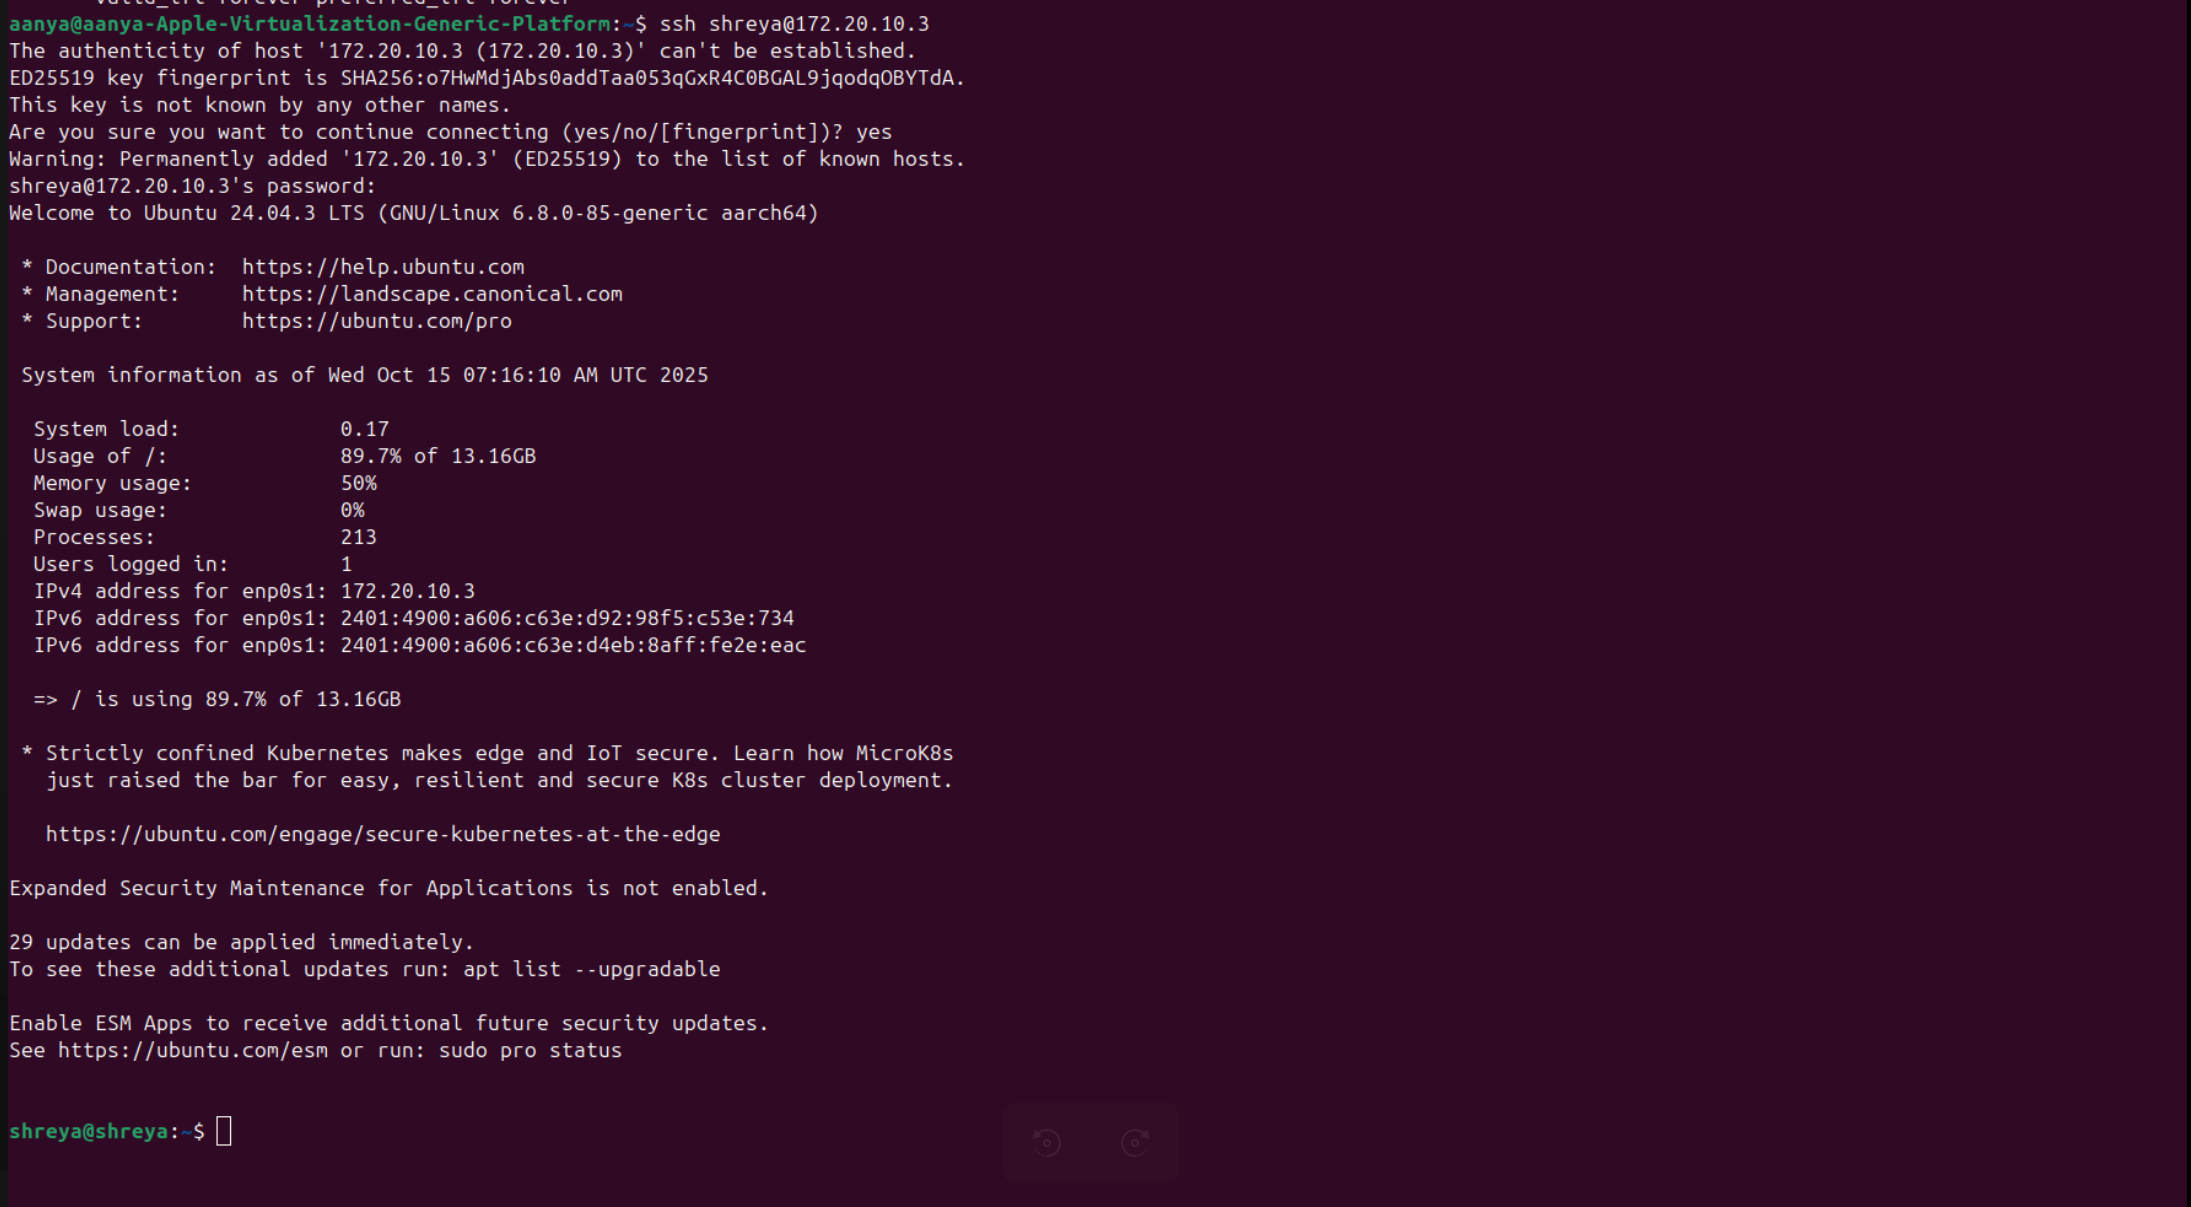 valid_lft forever preferred_lft forever
aanya@aanya-Apple-Virtualization-Generic-Platform:~$ ssh shreya@172.20.10.3
The authenticity of host '172.20.10.3 (172.20.10.3)' can't be established.
ED25519 key fingerprint is SHA256:o7HwMdjAbs0addTaa053qGxR4C0BGAL9jqodqOBYTdA.
This key is not known by any other names.
Are you sure you want to continue connecting (yes/no/[fingerprint])? yes
Warning: Permanently added '172.20.10.3' (ED25519) to the list of known hosts.
shreya@172.20.10.3's password:
Welcome to Ubuntu 24.04.3 LTS (GNU/Linux 6.8.0-85-generic aarch64)
* Documentation:  https://help.ubuntu.com
* Management:     https://landscape.canonical.com
* Support:        https://ubuntu.com/pro
System information as of Wed Oct 15 07:16:10 AM UTC 2025
System load:             0.17
Usage of /:              89.7% of 13.16GB
Memory usage:            50%
Swap usage:              0%
Processes:               213
Users logged in:         1
IPv4 address for enp0s1: 172.20.10.3
IPv6 address for enp0s1: 2401:4900:a606:c63e:d92:98f5:c53e:734
IPv6 address for enp0s1: 2401:4900:a606:c63e:d4eb:8aff:fe2e:eac
=> / is using 89.7% of 13.16GB
* Strictly confined Kubernetes makes edge and IoT secure. Learn how MicroK8s
just raised the bar for easy, resilient and secure K8s cluster deployment.
https://ubuntu.com/engage/secure-kubernetes-at-the-edge
Expanded Security Maintenance for Applications is not enabled.
29 updates can be applied immediately.
To see these additional updates run: apt list --upgradable
Enable ESM Apps to receive additional future security updates.
See https://ubuntu.com/esm or run: sudo pro status
shreya@shreya:~$